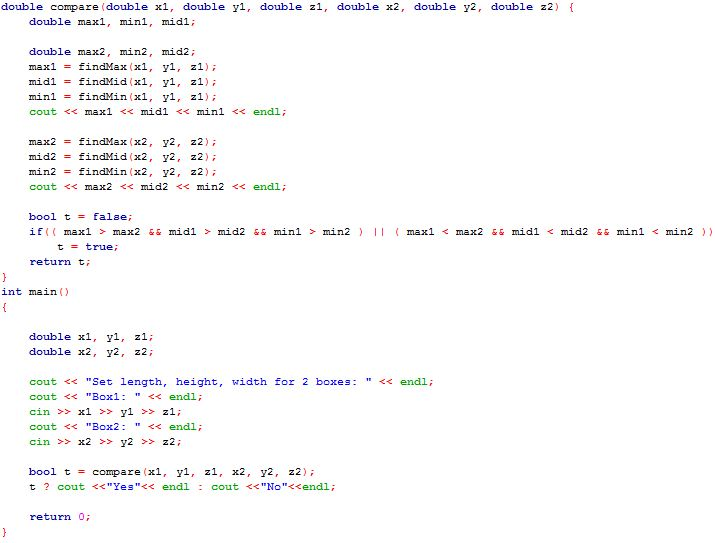 double compare(double x1, double y1, double z1, double x2, double y2, double z2) {
    double max1, min1, mid1;

    double max2, min2, mid2;
    max1 = findMax(x1, y1, z1);
    mid1 = findMid(x1, y1, z1);
    min1 = findMin(x1, y1, z1);
    cout << max1 << mid1 << min1 << endl;

    max2 = findMax(x2, y2, z2);
    mid2 = findMid(x2, y2, z2);
    min2 = findMin(x2, y2, z2);
    cout << max2 << mid2 << min2 << endl;

    bool t = false;
    if(( max1 > max2 && mid1 > mid2 && min1 > min2 ) || ( max1 < max2 && mid1 < mid2 && min1 < min2 ))
        t = true;
    return t;
}
int main()
{

    double x1, y1, z1;
    double x2, y2, z2;

    cout << "Set length, height, width for 2 boxes: " << endl;
    cout << "Box1: " << endl;
    cin >> x1 >> y1 >> z1;
    cout << "Box2: " << endl;
    cin >> x2 >> y2 >> z2;

    bool t = compare(x1, y1, z1, x2, y2, z2);
    t ? cout <<"Yes"<< endl : cout <<"No"<<endl;

    return 0;
}